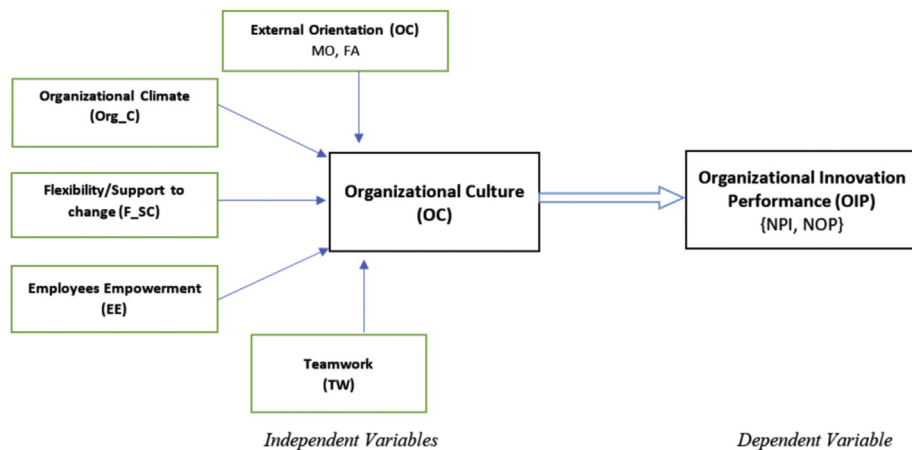 External Orientation (OC)
MO, FA
Organizational Climate
(Org_C)
Flexibility/Support to
change (F_SC)
Employees Empowerment
(EE)
Teamwork
(TW)
Organizational Culture
(OC)
Organizational Innovation
Performance (OIP)
{NPI, NOP}
Independent Variables
Dependent Variable